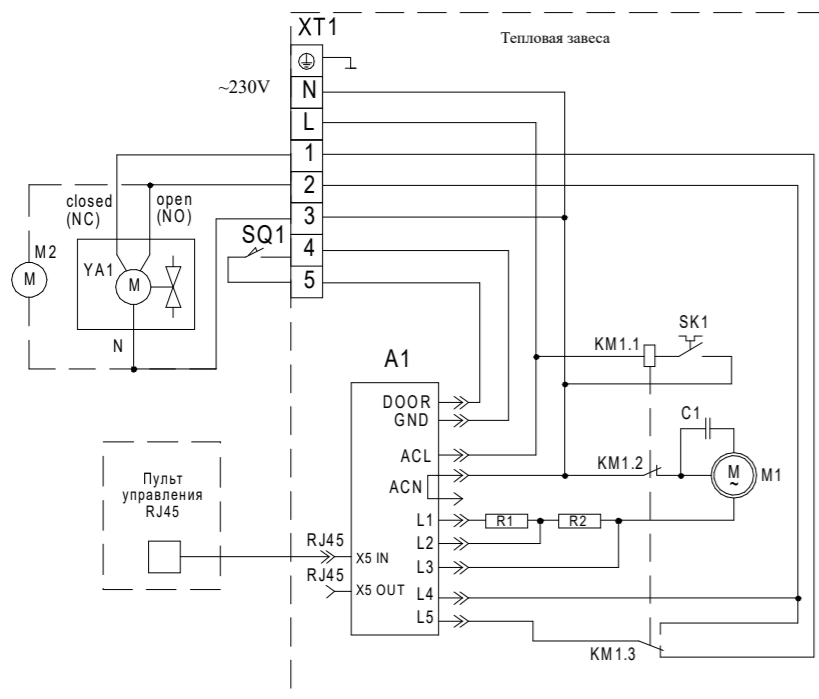 XT1
Тепловая завеса
~230V
N
L
1
2
3
4
5
closed
(NC)
open
(NO)
SQ1
M2
M
YA1
M
N
SK1
KM1.1
A1
DOOR
GND
C1
ACL
KM1.2
M
~
M1
ACN
Пульт
управления
RJ45
L1
R1
R2
L2
RJ45
X5 IN
L3
RJ45
X5 OUT
L4
L5
KM1.3